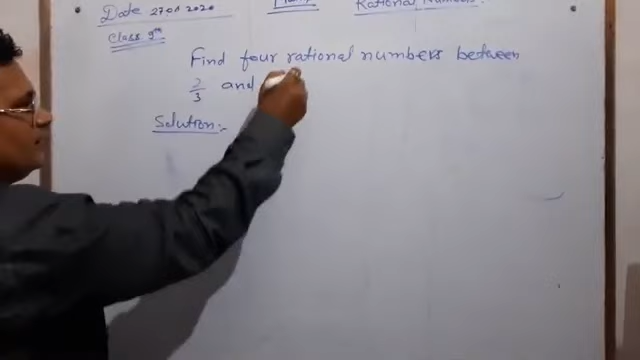 Date 27.01.2020
Rational Numbers.
Class 9th
Find four rational numbers between
2/3 and
Solution:-